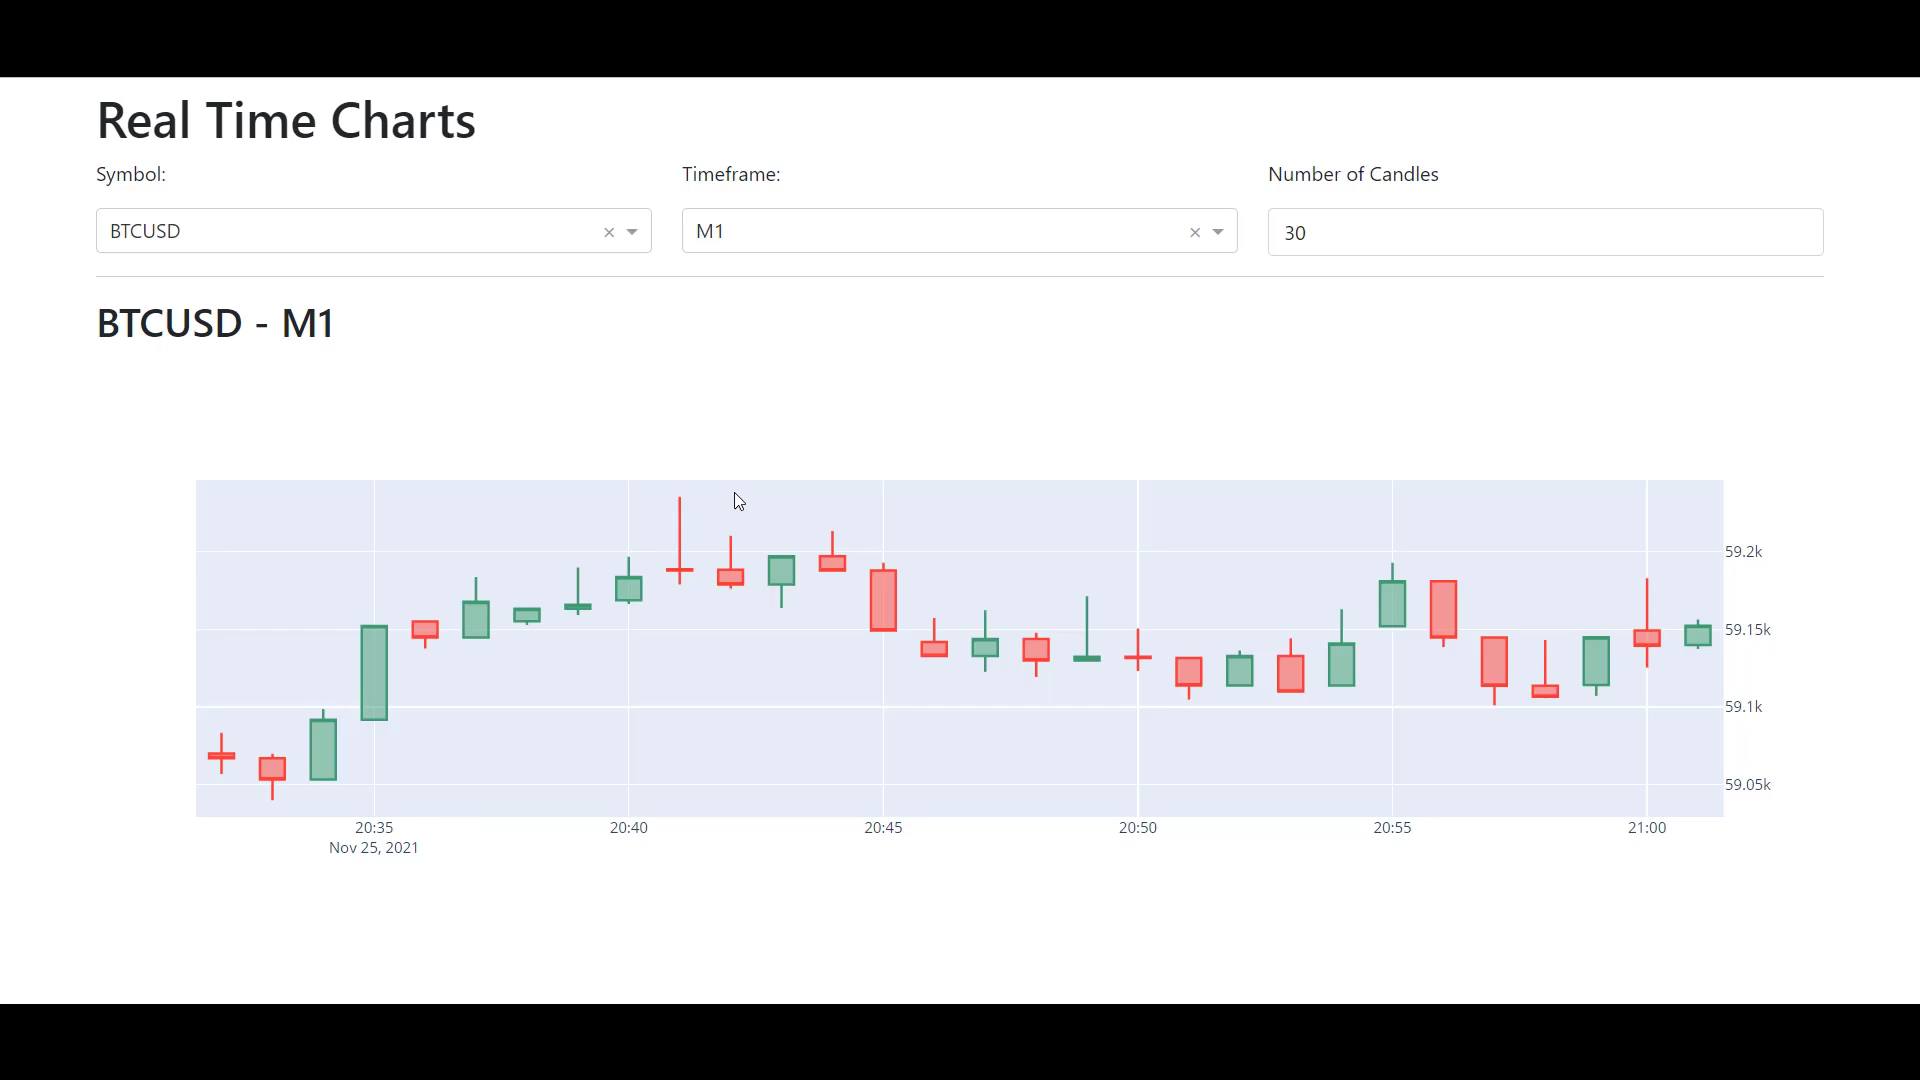 Real Time Charts
Symbol: Timeframe: Number of Candles
BTCUSD M1 30
BTCUSD - M1
59.2k
59.15k
59.1k
59.05k
20:35 20:40 20:45 20:50 20:55 21:00
Nov 25, 2021